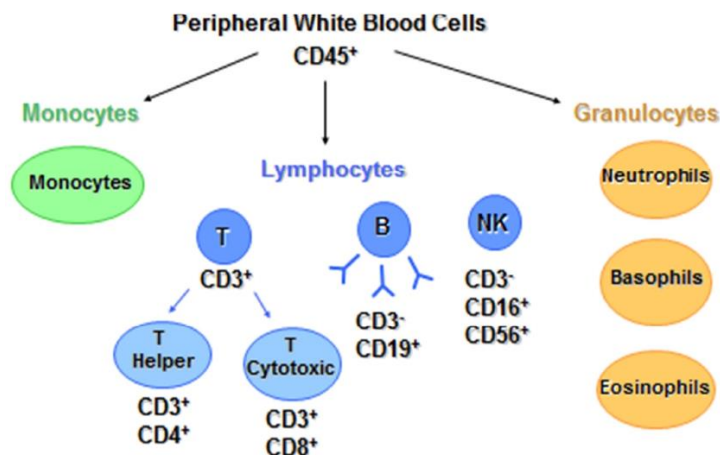 Peripheral White Blood Cells
CD45⁺
Monocytes
Granulocytes
Monocytes
Lymphocytes
Neutrophils
T
B
NK
CD3⁺
CD3⁻
CD16⁺
CD56⁺
Basophils
CD3⁻
CD19⁺
T
Helper
T
Cytotoxic
Eosinophils
CD3⁺
CD4⁺
CD3⁺
CD8⁺